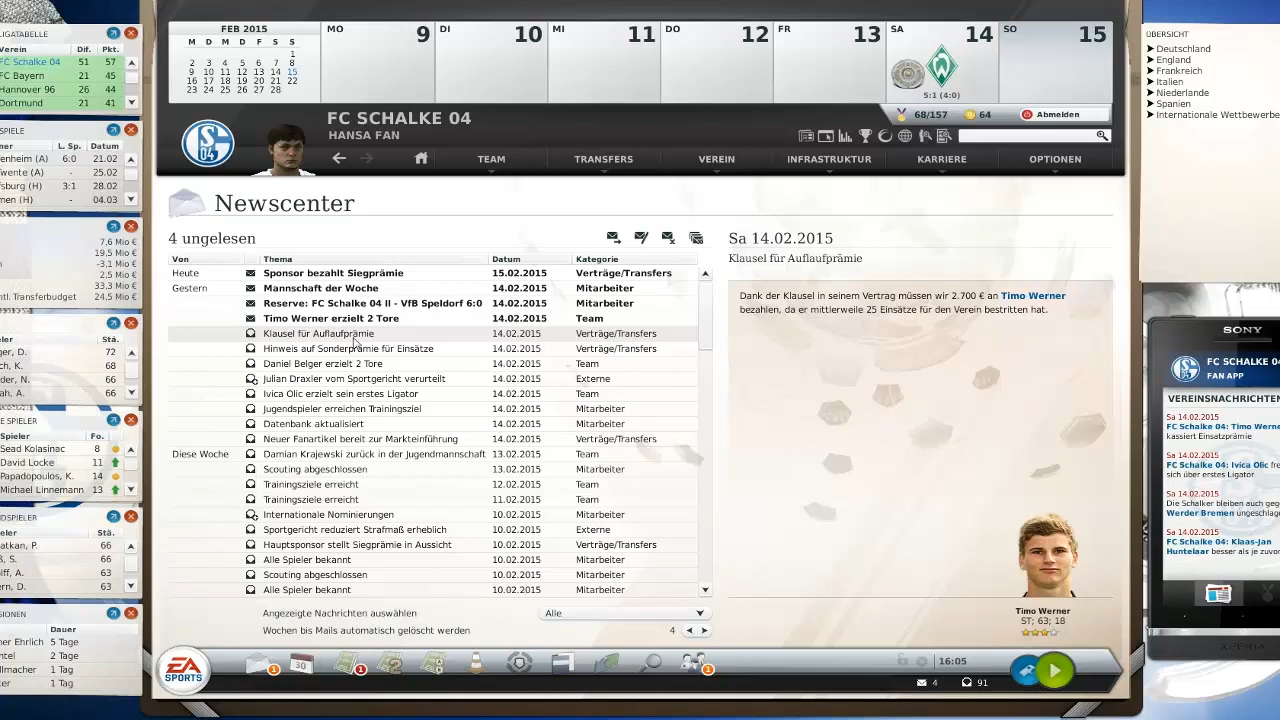 LIGATABELLE
Verein Dif. Pkt.
FC Schalke 04 51 57
FC Bayern 21 45
Hannover 96 26 44
Dortmund 21 41
SPIELE
L. Sp. Datum
6:0 21.02
- 25.02
3:1 28.02
- 04.03
7,6 Mio €
19,5 Mio €
-3,1 Mio €
2,5 Mio €
33,3 Mio €
Transferbudget 24,5 Mio €
Stä.
72
68
66
66
SPIELER
Spieler Fo.
Sead Kolasinac 8
David Locke 11
Papadopoulos, K. 14
Michael Linnemann 13
Stä.
66
66
63
63
Dauer
5 Tage
2 Tage
1 Tag
1 Tag
FEB 2015
M D M D F S S
1
2 3 4 5 6 7 8
9 10 11 12 13 14 15
16 17 18 19 20 21 22
23 24 25 26 27 28
MO 9
DI 10
MI 11
DO 12
FR 13
SA 14
5:1 (4:0)
SO 15
FC SCHALKE 04
HANSA FAN
S 04
68/157 64 Abmelden
TEAM TRANSFERS VEREIN INFRASTRUKTUR KARRIERE OPTIONEN
Newscenter
4 ungelesen
Von Thema Datum Kategorie
Heute Sponsor bezahlt Siegprämie 15.02.2015 Verträge/Transfers
Gestern Mannschaft der Woche 14.02.2015 Mitarbeiter
Reserve: FC Schalke 04 II - VfB Speldorf 6:0 14.02.2015 Mitarbeiter
Timo Werner erzielt 2 Tore 14.02.2015 Team
Klausel für Auflaufprämie 14.02.2015 Verträge/Transfers
Hinweis auf Sonderprämie für Einsätze 14.02.2015 Verträge/Transfers
Daniel Belger erzielt 2 Tore 14.02.2015 Team
Julian Draxler vom Sportgericht verurteilt 14.02.2015 Externe
Ivica Olic erzielt sein erstes Ligator 14.02.2015 Team
Jugendspieler erreichen Trainingsziel 14.02.2015 Mitarbeiter
Datenbank aktualisiert 14.02.2015 Mitarbeiter
Neuer Fanartikel bereit zur Markteinführung 14.02.2015 Verträge/Transfers
Diese Woche Damian Krajewski zurück in der Jugendmannschaft 13.02.2015 Team
Scouting abgeschlossen 13.02.2015 Mitarbeiter
Trainingsziele erreicht 12.02.2015 Team
Trainingsziele erreicht 11.02.2015 Team
Internationale Nominierungen 10.02.2015 Mitarbeiter
Sportgericht reduziert Strafmaß erheblich 10.02.2015 Externe
Hauptsponsor stellt Siegprämie in Aussicht 10.02.2015 Verträge/Transfers
Alle Spieler bekannt 10.02.2015 Mitarbeiter
Scouting abgeschlossen 10.02.2015 Mitarbeiter
Alle Spieler bekannt 10.02.2015 Mitarbeiter
Angezeigte Nachrichten auswählen Alle
Wochen bis Mails automatisch gelöscht werden 4
Sa 14.02.2015
Klausel für Auflaufprämie
Dank der Klausel in seinem Vertrag müssen wir 2.700 € an Timo Werner
bezahlen, da er mittlerweile 25 Einsätze für den Verein bestritten hat.
Timo Werner
ST; 63; 18
EA
SPORTS
1 30 1 1
16:05
4 91
ÜBERSICHT
Deutschland
England
Frankreich
Italien
Niederlande
Spanien
Internationale Wettbewerbe
SONY
FC SCHALKE 04
FAN APP
VEREINSNACHRICHTEN
Sa 14.02.2015
FC Schalke 04: Timo Werne
kassiert Einsatzprämie
Sa 14.02.2015
FC Schalke 04: Ivica Olic fre
sich über erstes Ligator
Sa 14.02.2015
Die Schalker bleiben auch geg
Werder Bremen ungeschlag
Sa 14.02.2015
FC Schalke 04: Klaas-Jan
Huntelaar besser als je zuvo
XPERIA